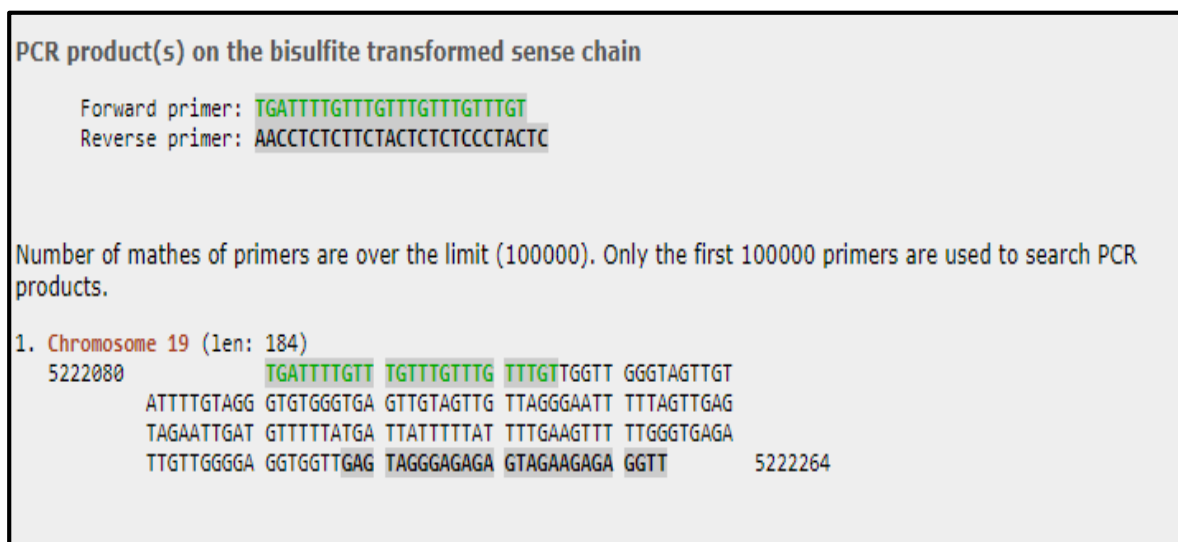 PCR product(s) on the bisulfite transformed sense chain
Forward primer: TGATTTTGTTTGTTTGTTTGTTTGT
Reverse primer: AACCTCTCTTCTACTCTCTCCCTACTC
Number of mathes of primers are over the limit (100000). Only the first 100000 primers are used to search PCR
products.
1. Chromosome 19 (len: 184)
5222080 TGATTTTGTT TGTTTGTTTG TTTGTTGGTT GGGTAGTTGT
ATTTTGTAGG GTGTGGGTGA GTTGTAGTTG TTAGGGAATT TTTAGTTGAG
TAGAATTGAT GTTTTTATGA TTATTTTTAT TTTGAAGTTT TTGGGTGAGA
TTGTTGGGGA GGTGGTTGAG TAGGGAGAGA GTAGAAGAGA GGTT 5222264